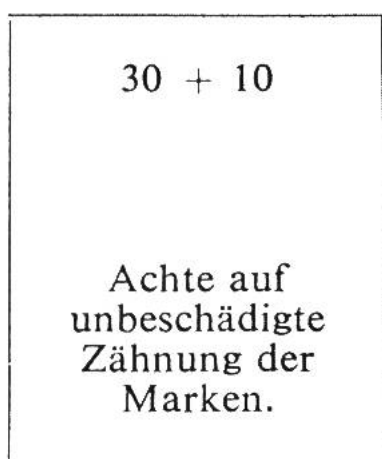 30 + 10
Achte auf
unbeschädigte
Zähnung der
Marken.